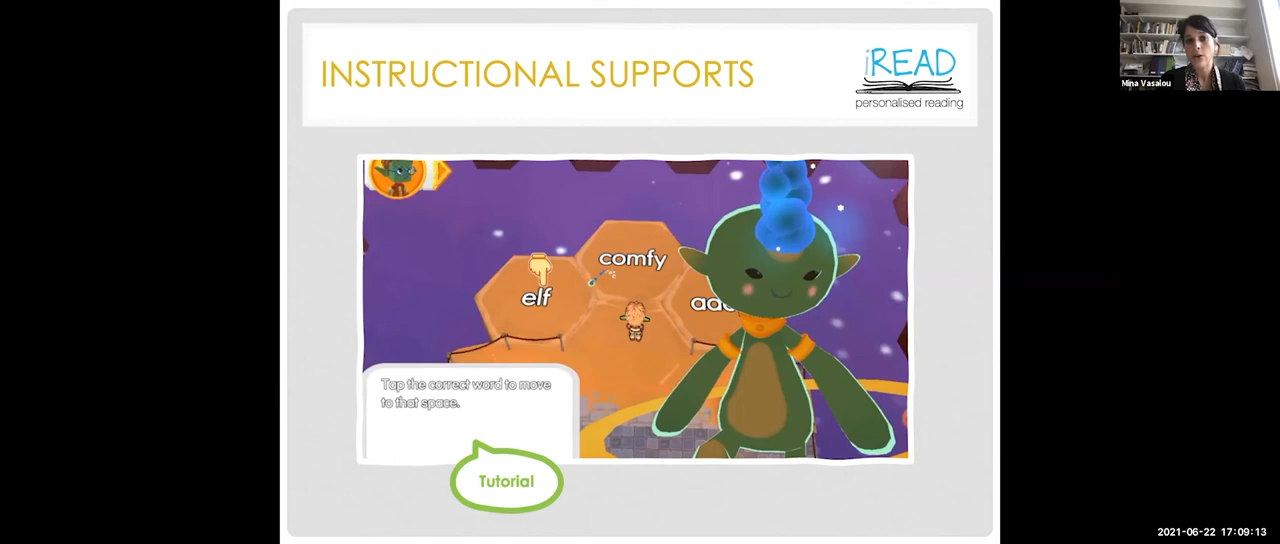 INSTRUCTIONAL SUPPORTS
iREAD
personalised reading
Mina Vasalou
comfy
elf
Tap the correct word to move
to that space.
Tutorial
2021-06-22 17:09:13